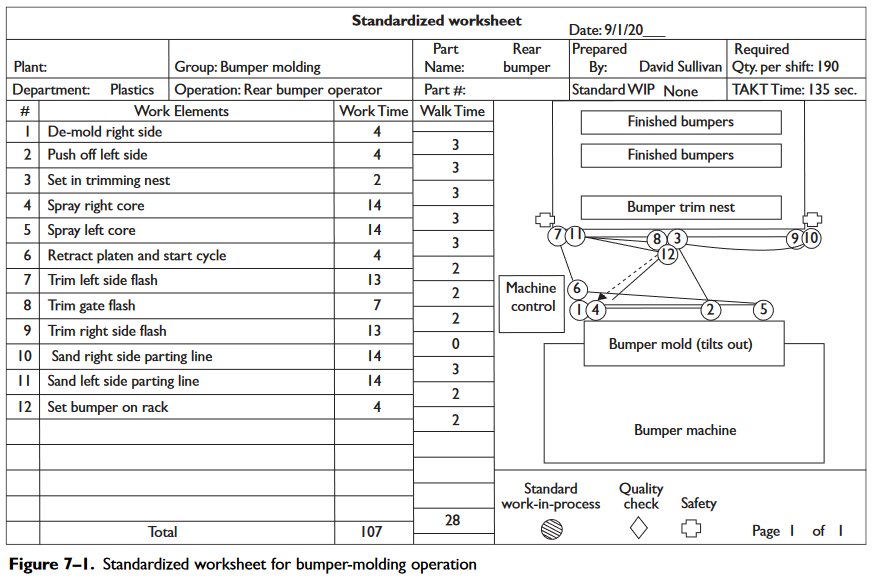 Standardized worksheet
Date: 9/1/20___
Plant:
Group: Bumper molding
Part Name:
Rear bumper
Prepared By:
David Sullivan
Required Qty. per shift: 190
Department: Plastics
Operation: Rear bumper operator
Part #:
Standard WIP None
TAKT Time: 135 sec.
# Work Elements Work Time Walk Time
1 De-mold right side 4
3
2 Push off left side 4
3
3 Set in trimming nest 2
3
4 Spray right core 14
3
5 Spray left core 14
3
6 Retract platen and start cycle 4
2
7 Trim left side flash 13
2
8 Trim gate flash 7
2
9 Trim right side flash 13
0
10 Sand right side parting line 14
3
11 Sand left side parting line 14
2
12 Set bumper on rack 4
2
Total 107 28
Finished bumpers
Finished bumpers
Bumper trim nest
7 11 8 3 9 10
12
6
Machine control
1 4 2 5
Bumper mold (tilts out)
Bumper machine
Standard work-in-process
Quality check
Safety
Page 1 of 1
Figure 7–1. Standardized worksheet for bumper-molding operation